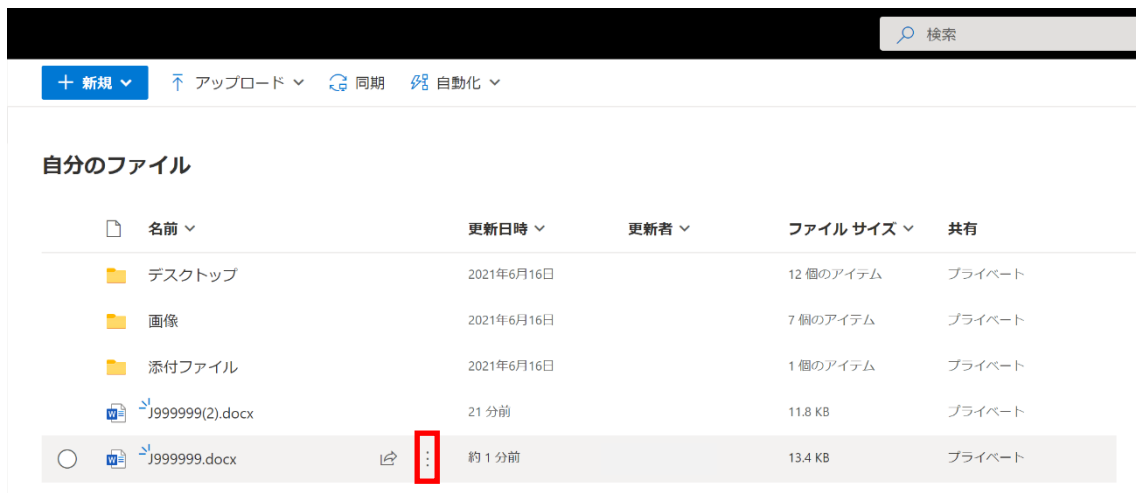 検索
新規 アップロード 同期 自動化
自分のファイル
名前 更新日時 更新者 ファイル サイズ 共有
デスクトップ 2021年6月16日 12 個のアイテム プライベート
画像 2021年6月16日 7 個のアイテム プライベート
添付ファイル 2021年6月16日 1 個のアイテム プライベート
J999999(2).docx 21 分前 11.8 KB プライベート
J999999.docx 約 1 分前 13.4 KB プライベート